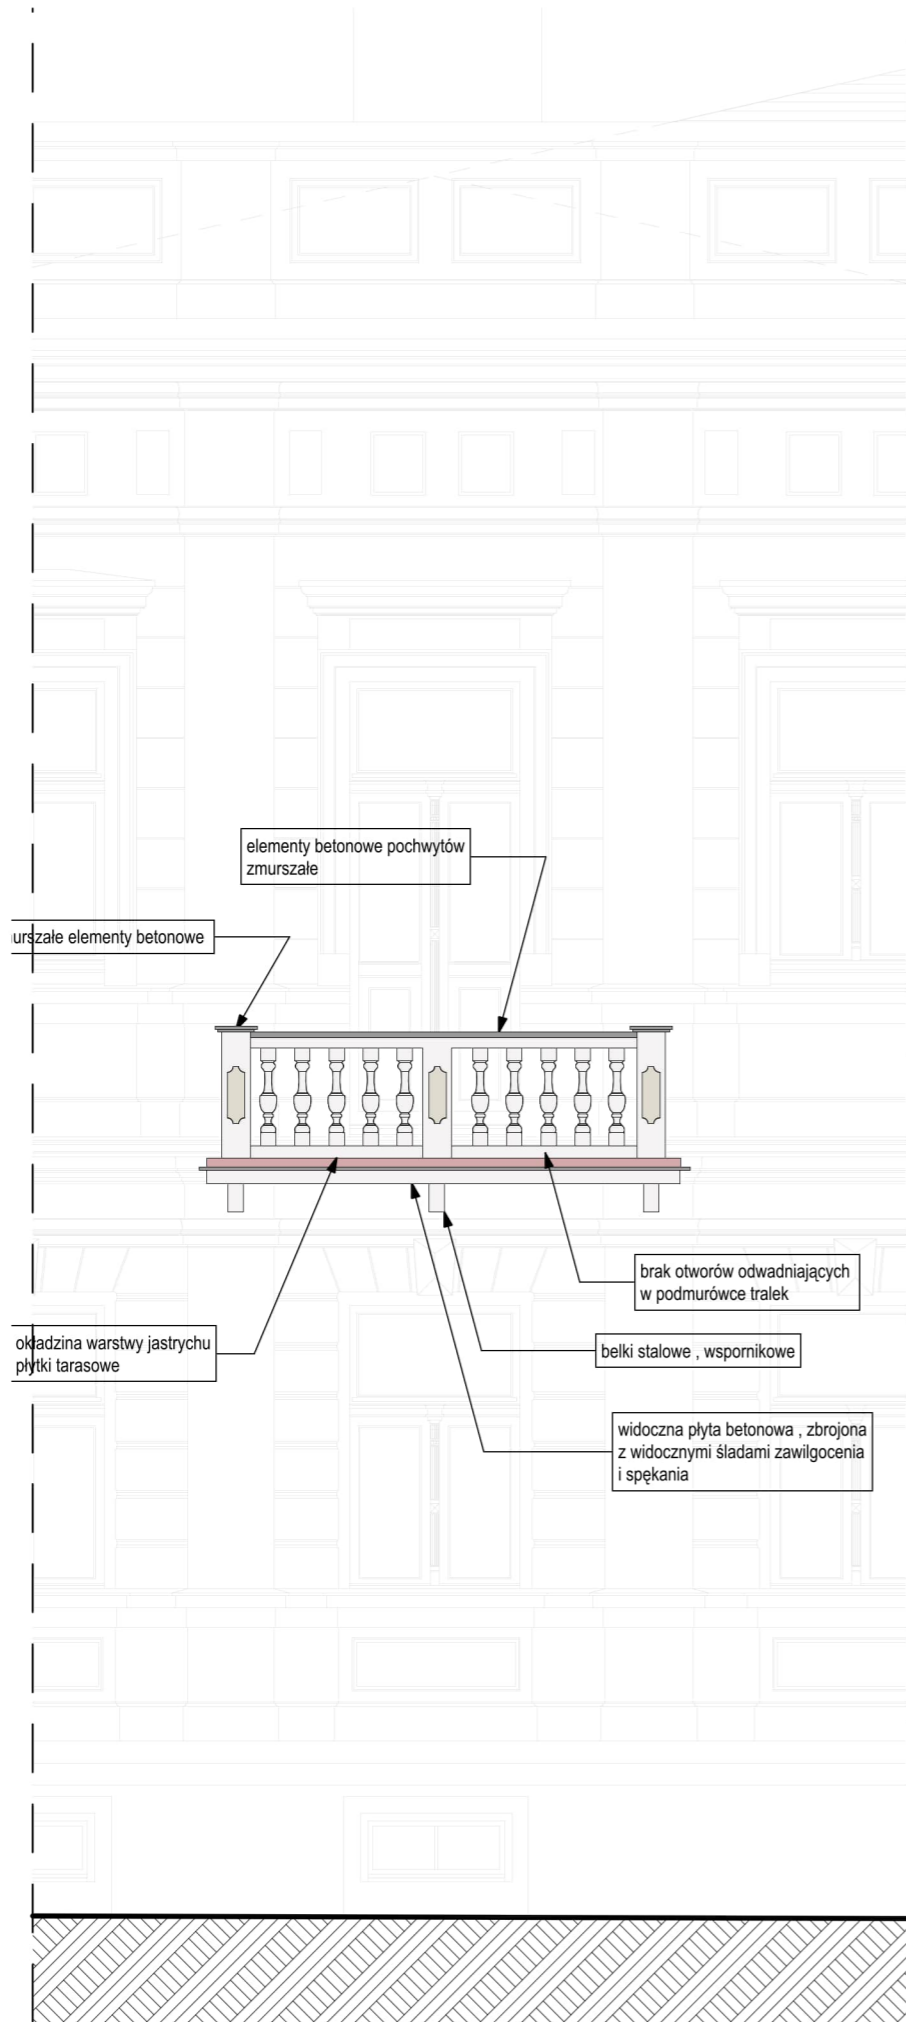 elementy betonowe pochwytów
zmurszałe
elementy betonowe
brak otworów odwadniających
w podmurówce tralek
okładzina warstwy jastrychu
płytki tarasowe
belki stalowe , wspornikowe
widoczna płyta betonowa , zbrojona
z widocznymi śladami zawilgocenia
i spękania